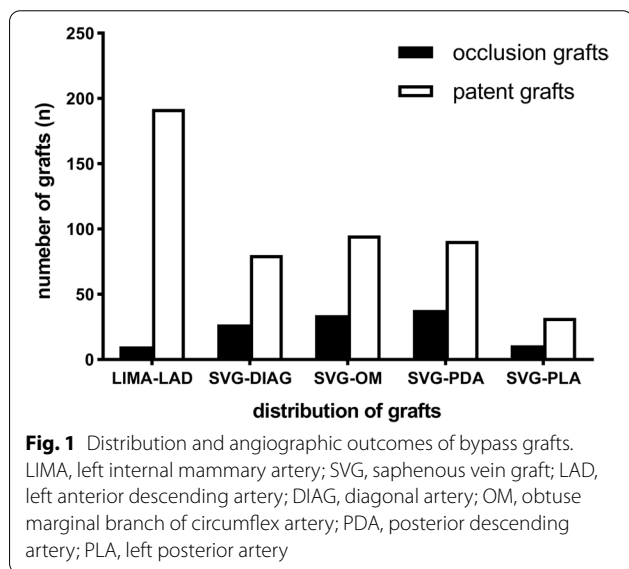 250
200
150
100
50
0
numeber of grafts (n)
occlusion grafts
patent grafts
LIMA-LAD SVG-DIAG SVG-OM SVG-PDA SVG-PLA
distribution of grafts
Fig. 1 Distribution and angiographic outcomes of bypass grafts.
LIMA, left internal mammary artery; SVG, saphenous vein graft; LAD,
left anterior descending artery; DIAG, diagonal artery; OM, obtuse
marginal branch of circumflex artery; PDA, posterior descending
artery; PLA, left posterior artery